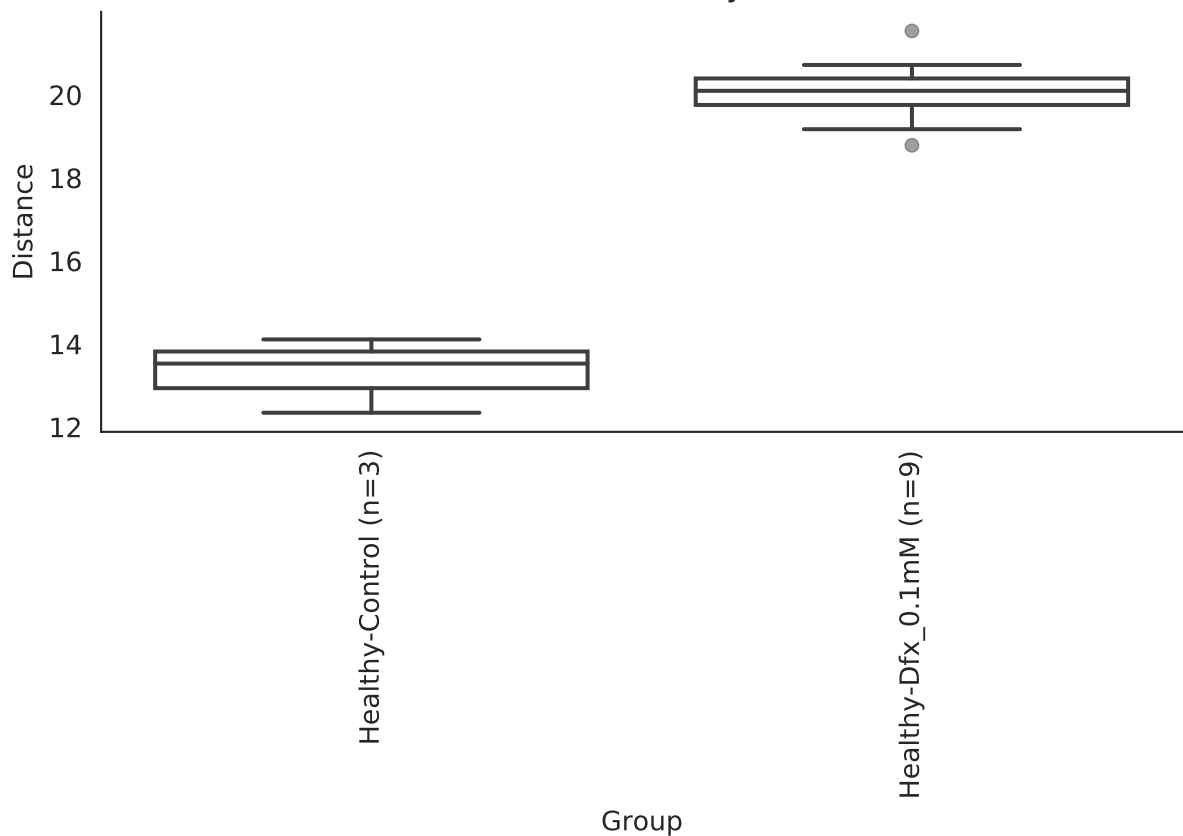 20
18
16
14
12
Distance
Healthy-Control (n=3)
Healthy-Dfx_0.1mM (n=9)
Group